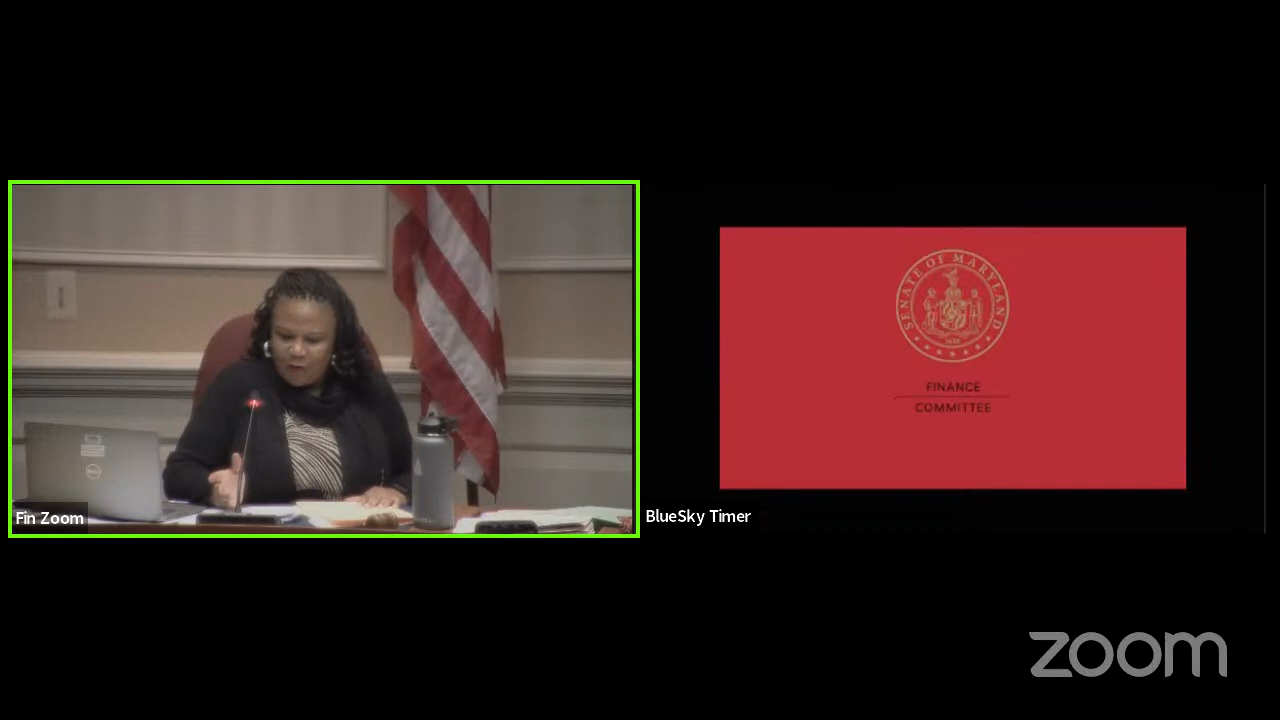 SENATE OF MARYLAND
FINANCE
COMMITTEE
Fin Zoom
BlueSky Timer
zoom